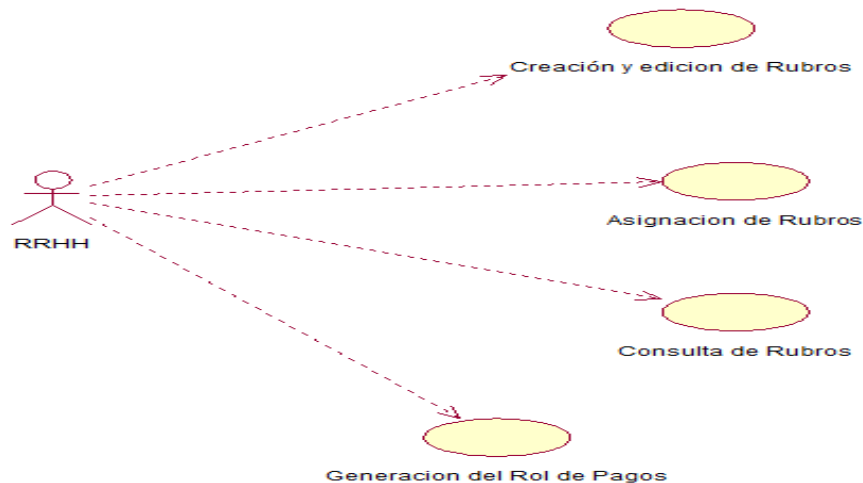 Creación y edicion de Rubros
Asignacion de Rubros
RRHH
Consulta de Rubros
Generacion del Rol de Pagos